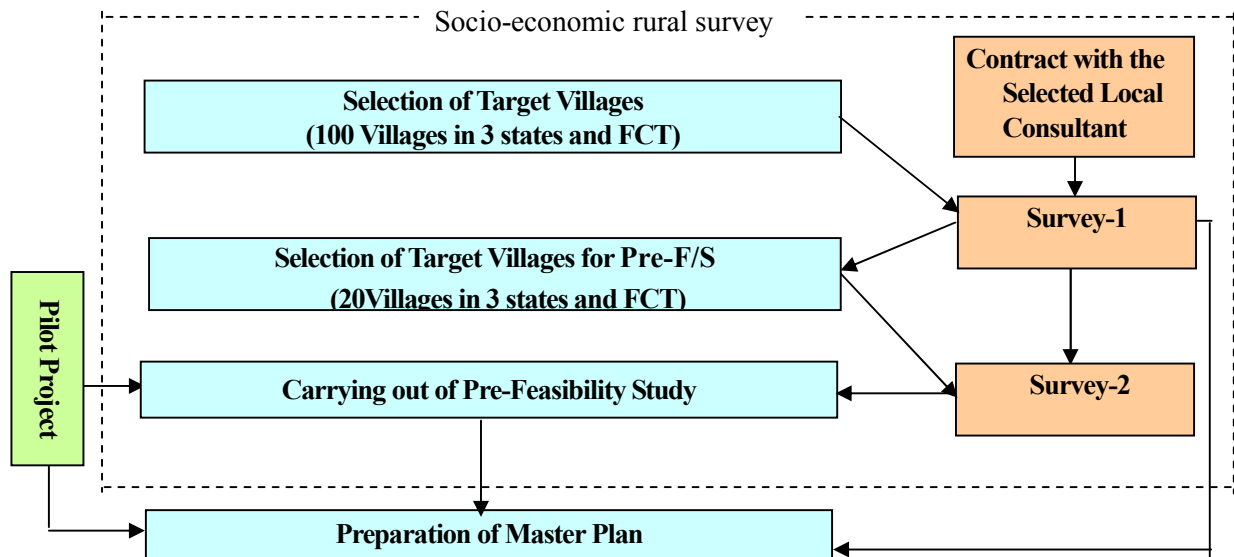 Socio-economic rural survey
Selection of Target Villages
(100 Villages in 3 states and FCT)
Contract with the
Selected Local
Consultant
Survey-1
Selection of Target Villages for Pre-F/S
(20Villages in 3 states and FCT)
Pilot Project
Carrying out of Pre-Feasibility Study
Survey-2
Preparation of Master Plan